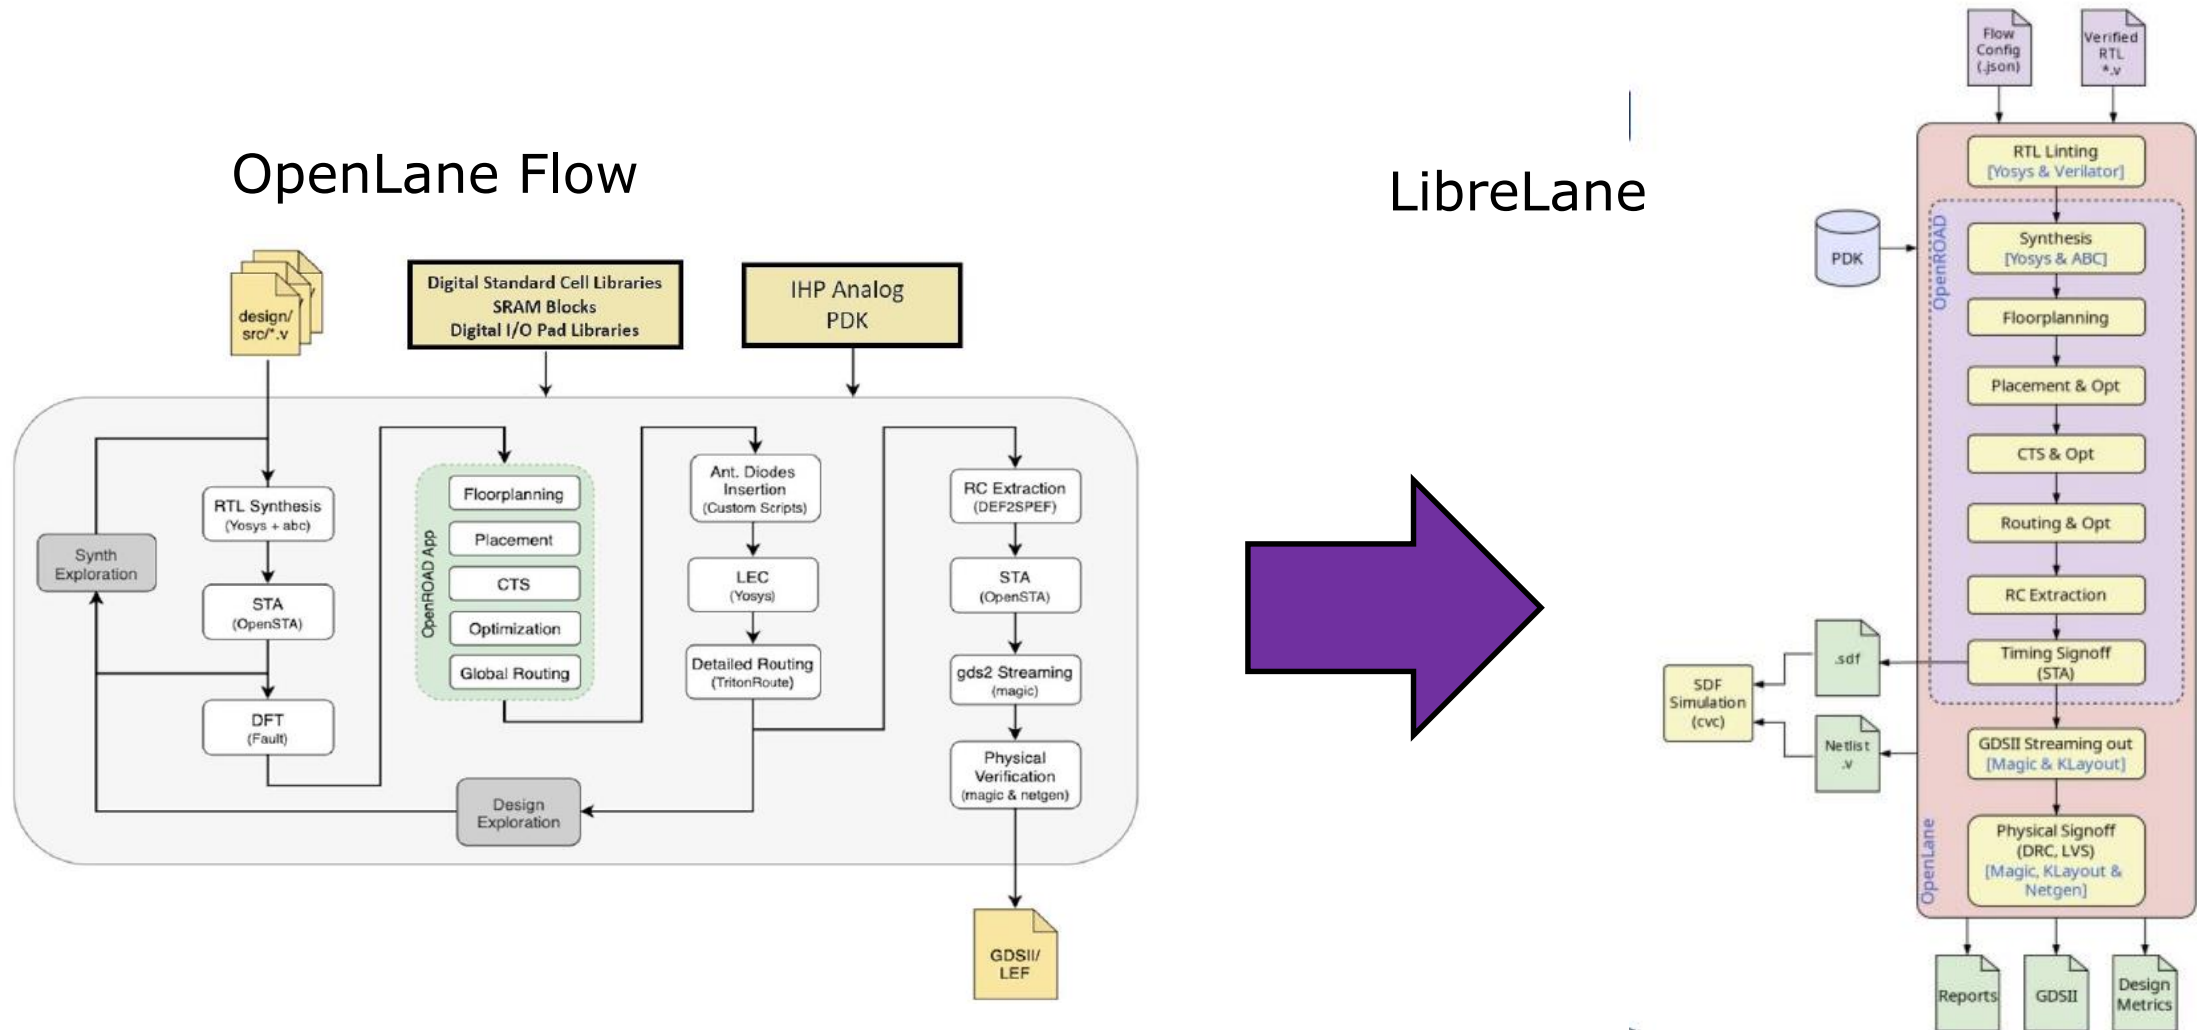 OpenLane Flow
design/
src/*.v
Digital Standard Cell Libraries
SRAM Blocks
Digital I/O Pad Libraries
IHP Analog
PDK
Synth
Exploration
RTL Synthesis
(Yosys + abc)
STA
(OpenSTA)
DFT
(Fault)
OpenROAD App
Floorplanning
Placement
CTS
Optimization
Global Routing
Design
Exploration
Ant. Diodes
Insertion
(Custom Scripts)
LEC
(Yosys)
Detailed Routing
(TritonRoute)
RC Extraction
(DEF2SPEF)
STA
(OpenSTA)
gds2 Streaming
(magic)
Physical
Verification
(magic & netgen)
GDSII/
LEF
LibreLane
Flow
Config
(.json)
Verified
RTL
*.v
PDK
RTL Linting
[Yosys & Verilator]
OpenROAD
Synthesis
[Yosys & ABC]
Floorplanning
Placement & Opt
CTS & Opt
Routing & Opt
RC Extraction
Timing Signoff
(STA)
.sdf
SDF
Simulation
(cvc)
Netlist
.v
GDSII Streaming out
[Magic & KLayout]
OpenLane
Physical Signoff
(DRC, LVS)
[Magic, KLayout &
Netgen]
Reports
GDSII
Design
Metrics